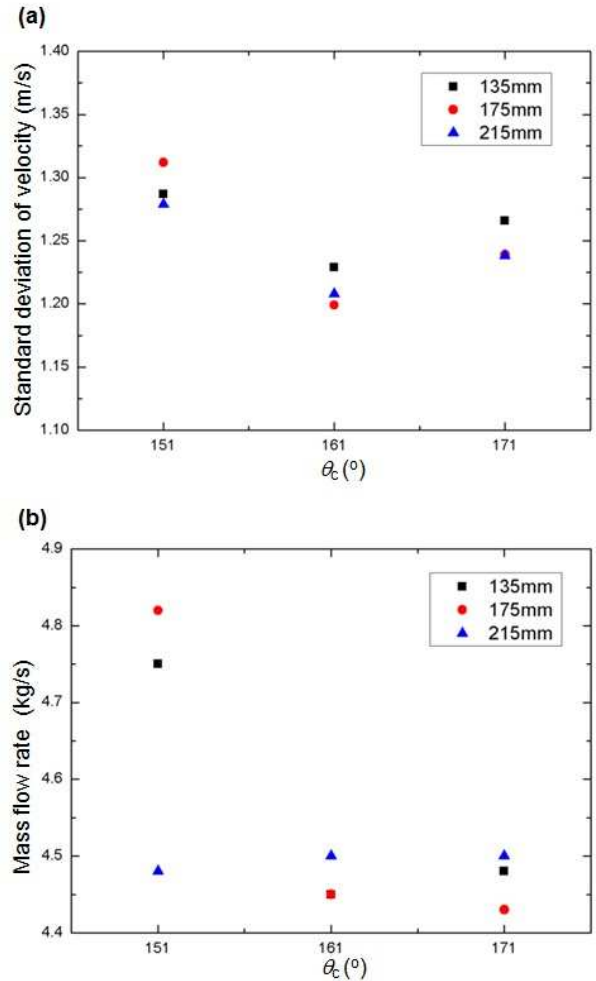 (a)
Standard deviation of velocity (m/s)
1.40
1.35
1.30
1.25
1.20
1.15
1.10
135mm
175mm
215mm
151
161
171
θc (°)
(b)
Mass flow rate (kg/s)
4.9
4.8
4.7
4.6
4.5
4.4
135mm
175mm
215mm
151
161
171
θc (°)